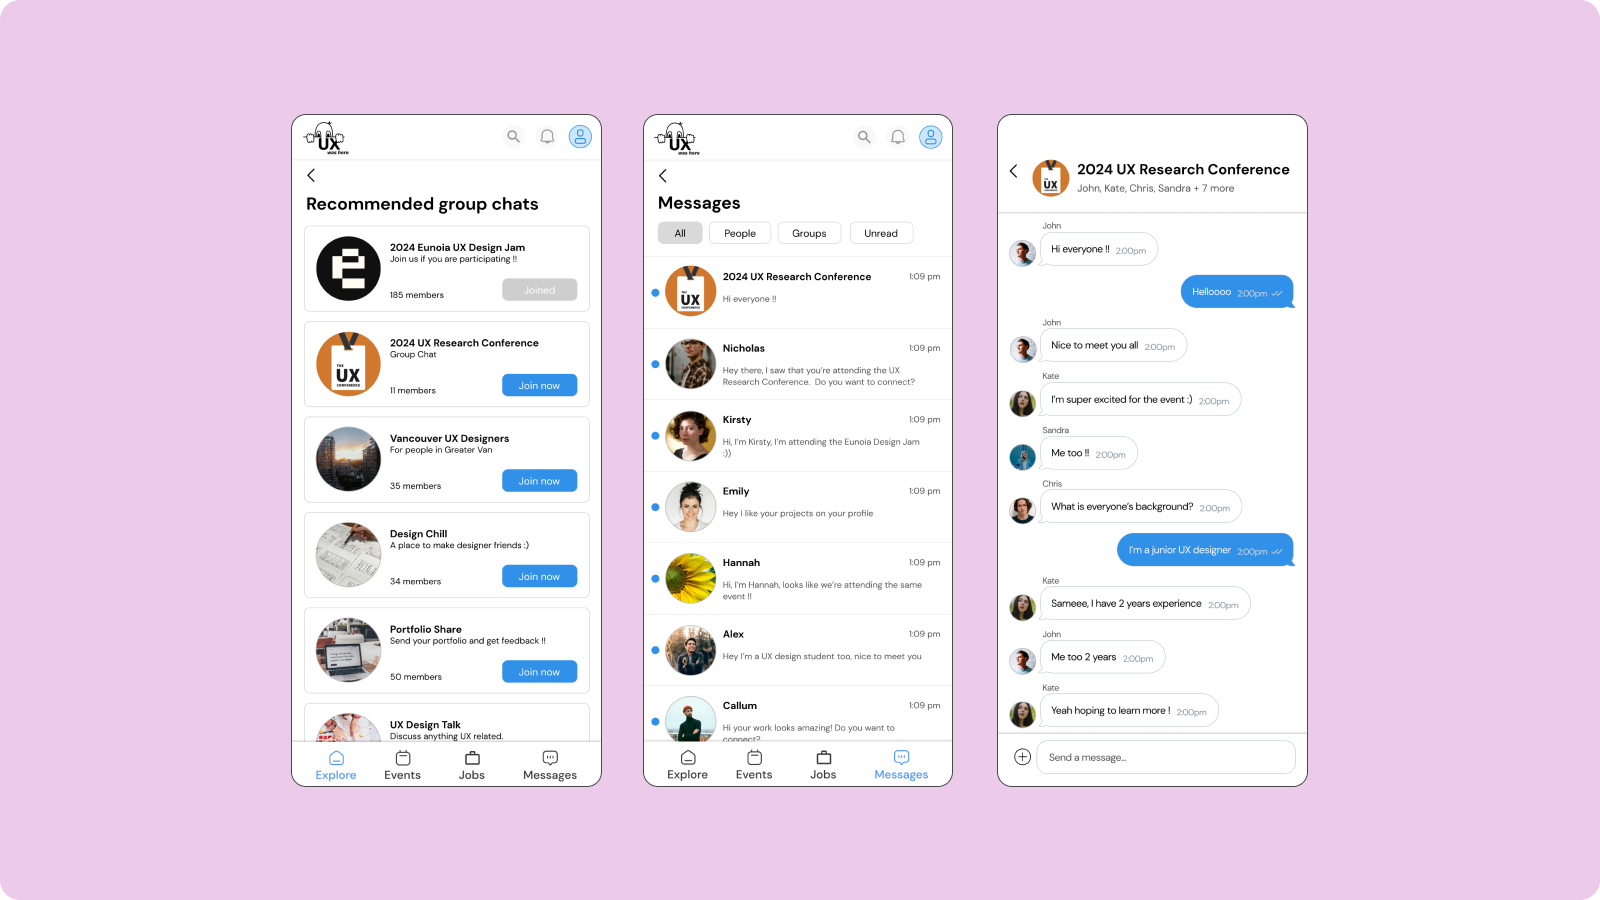 UX
was here
Recommended group chats
2024 Eunoia UX Design Jam
Join us if you are participating !!
185 members
Joined
THE
UX
CONFERENCE
2024 UX Research Conference
Group Chat
11 members
Join now
Vancouver UX Designers
For people in Greater Van
35 members
Join now
Design Chill
A place to make designer friends :)
34 members
Join now
Portfolio Share
Send your portfolio and get feedback !!
50 members
Join now
UX Design Talk
Discuss anything UX related.
Explore
Events
Jobs
Messages
UX
was here
Messages
All
People
Groups
Unread
THE
UX
CONFERENCE
2024 UX Research Conference
1:09 pm
Hi everyone !!
Nicholas
1:09 pm
Hey there, I saw that you're attending the UX
Research Conference.  Do you want to connect?
Kirsty
1:09 pm
Hi, I'm Kirsty, I'm attending the Eunoia Design Jam
:))
Emily
1:09 pm
Hey I like your projects on your profile
Hannah
1:09 pm
Hi, I'm Hannah, looks like we're attending the same
event !!
Alex
1:09 pm
Hey I'm a UX design student too, nice to meet you
Callum
1:09 pm
Hi your work looks amazing! Do you want to
connect?
Explore
Events
Jobs
Messages
THE
UX
2024 UX Research Conference
John, Kate, Chris, Sandra + 7 more
John
Hi everyone !! 2:00pm
Helloooo 2:00pm
John
Nice to meet you all 2:00pm
Kate
I'm super excited for the event :) 2:00pm
Sandra
Me too !! 2:00pm
Chris
What is everyone's background? 2:00pm
I'm a junior UX designer 2:00pm
Kate
Sameee, I have 2 years experience 2:00pm
John
Me too 2 years 2:00pm
Kate
Yeah hoping to learn more ! 2:00pm
Send a message...